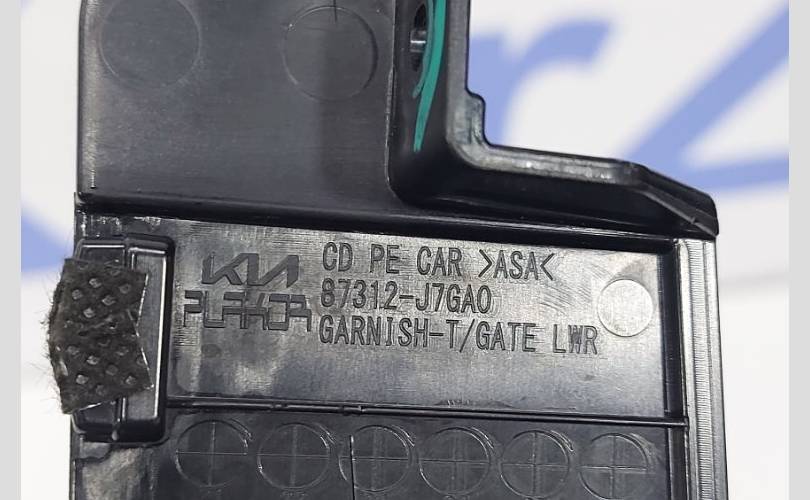 KIA CD PE CAR >ASA<
PLAKOR 87312-J7GA0
GARNISH-T/GATE LWR